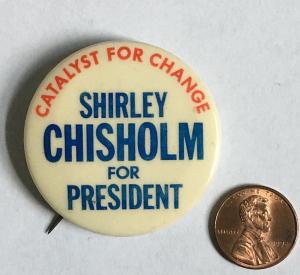 CATALYST FOR CHANGE
SHIRLEY
CHISHOLM
FOR
PRESIDENT